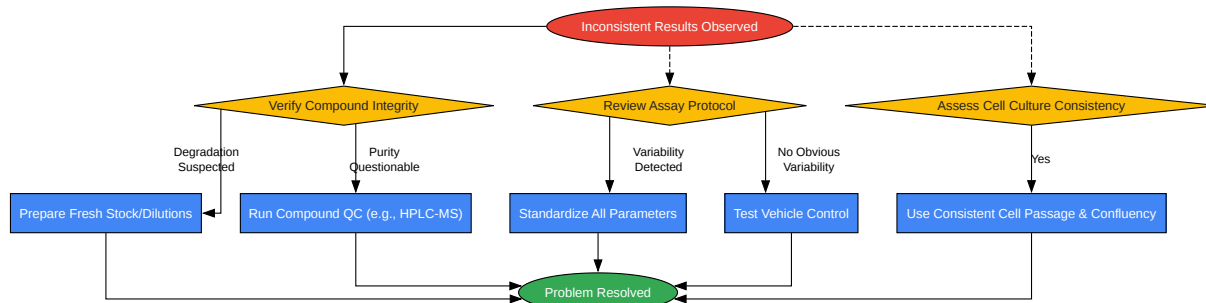 Inconsistent Results Observed
Verify Compound Integrity
Review Assay Protocol
Assess Cell Culture Consistency
Degradation
Suspected
Purity
Questionable
Variability
Detected
No Obvious
Variability
Yes
Prepare Fresh Stock/Dilutions
Run Compound QC (e.g., HPLC-MS)
Standardize All Parameters
Test Vehicle Control
Use Consistent Cell Passage & Confluency
Problem Resolved